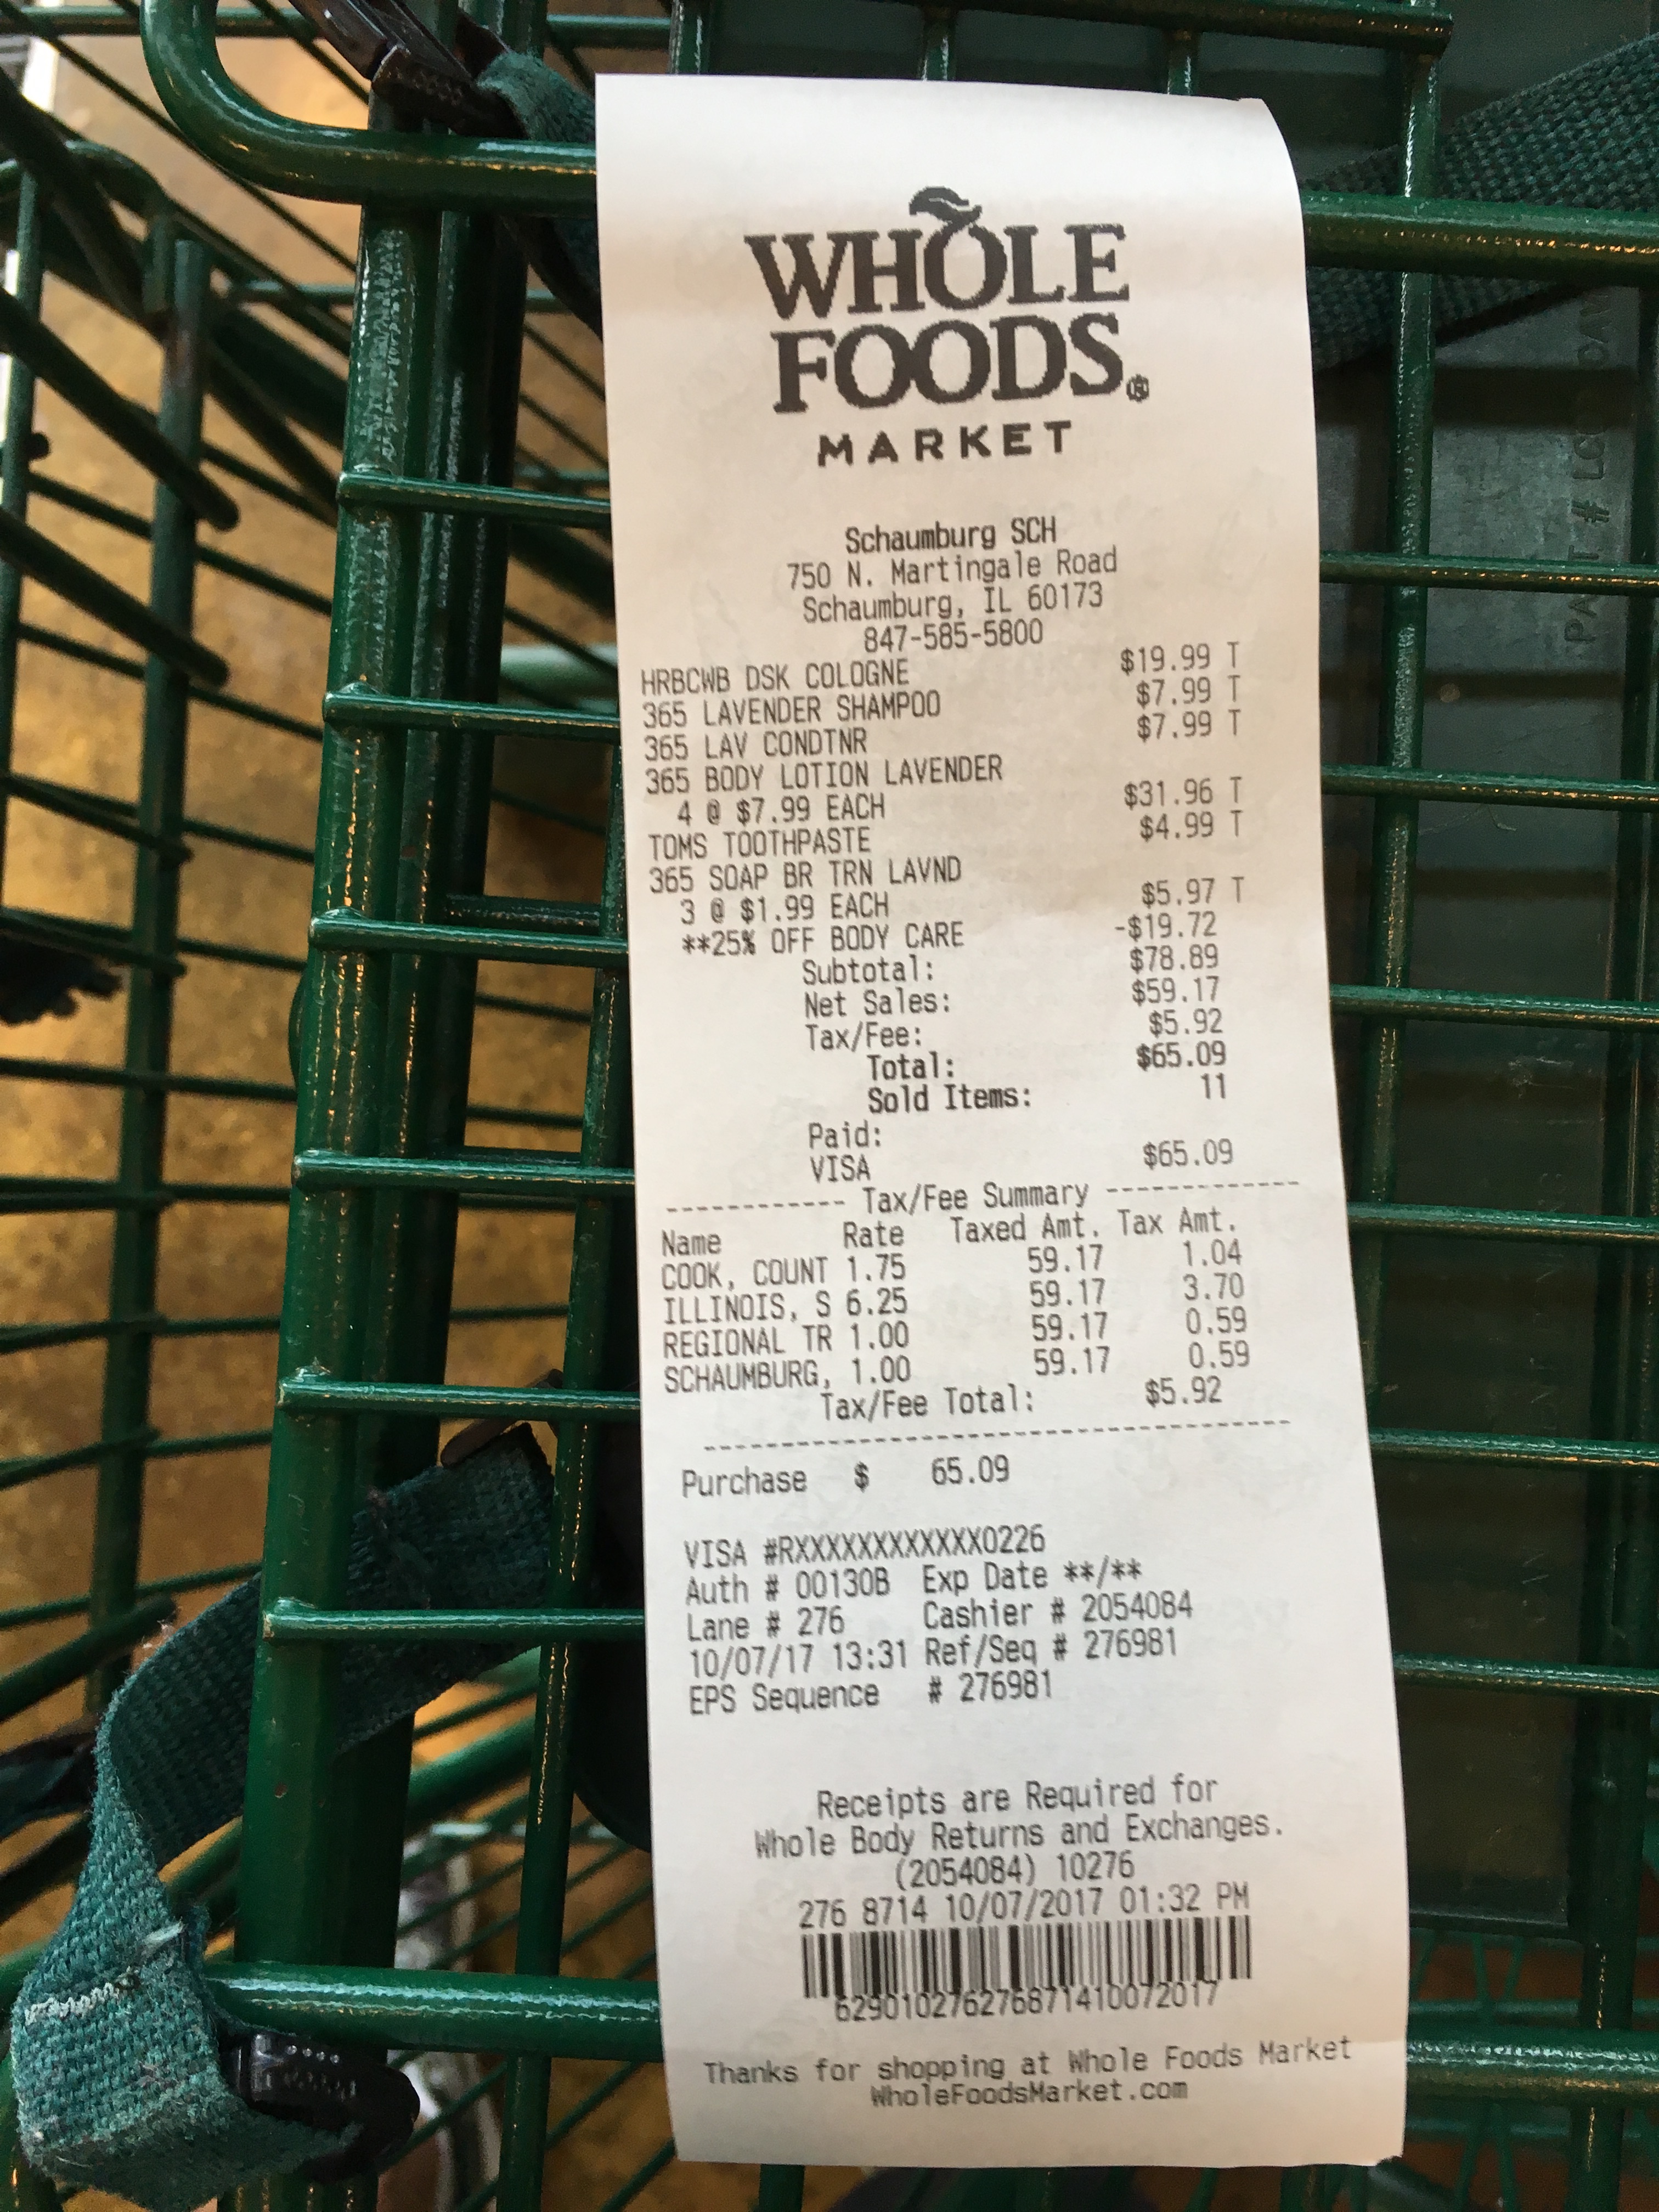 WHOLE
FOODS®
MARKET
Schaumburg SCH
750 N. Martingale Road
Schaumburg, IL 60173
847-585-5800
HRBCWB DSK COLOGNE $19.99 T
365 LAVENDER SHAMPOO $7.99 T
365 LAV CONDTNR $7.99 T
365 BODY LOTION LAVENDER
4 @ $7.99 EACH $31.96 T
TOMS TOOTHPASTE $4.99 T
365 SOAP BR TRN LAVND
3 @ $1.99 EACH $5.97 T
**25% OFF BODY CARE -$19.72
Subtotal: $78.89
Net Sales: $59.17
Tax/Fee: $5.92
Total: $65.09
Sold Items: 11
Paid:
VISA $65.09
------------ Tax/Fee Summary -------------
Name Rate Taxed Amt. Tax Amt.
COOK, COUNT 1.75 59.17 1.04
ILLINOIS, S 6.25 59.17 3.70
REGIONAL TR 1.00 59.17 0.59
SCHAUMBURG, 1.00 59.17 0.59
Tax/Fee Total: $5.92
---------------------------------------
Purchase $ 65.09
VISA #RXXXXXXXXXXXX0226
Auth # 00130B Exp Date **/**
Lane # 276 Cashier # 2054084
10/07/17 13:31 Ref/Seq # 276981
EPS Sequence # 276981
Receipts are Required for
Whole Body Returns and Exchanges.
(2054084) 10276
276 8714 10/07/2017 01:32 PM
62901027627687141007201​7
Thanks for shopping at Whole Foods Market
WholeFoodsMarket.com
PART #